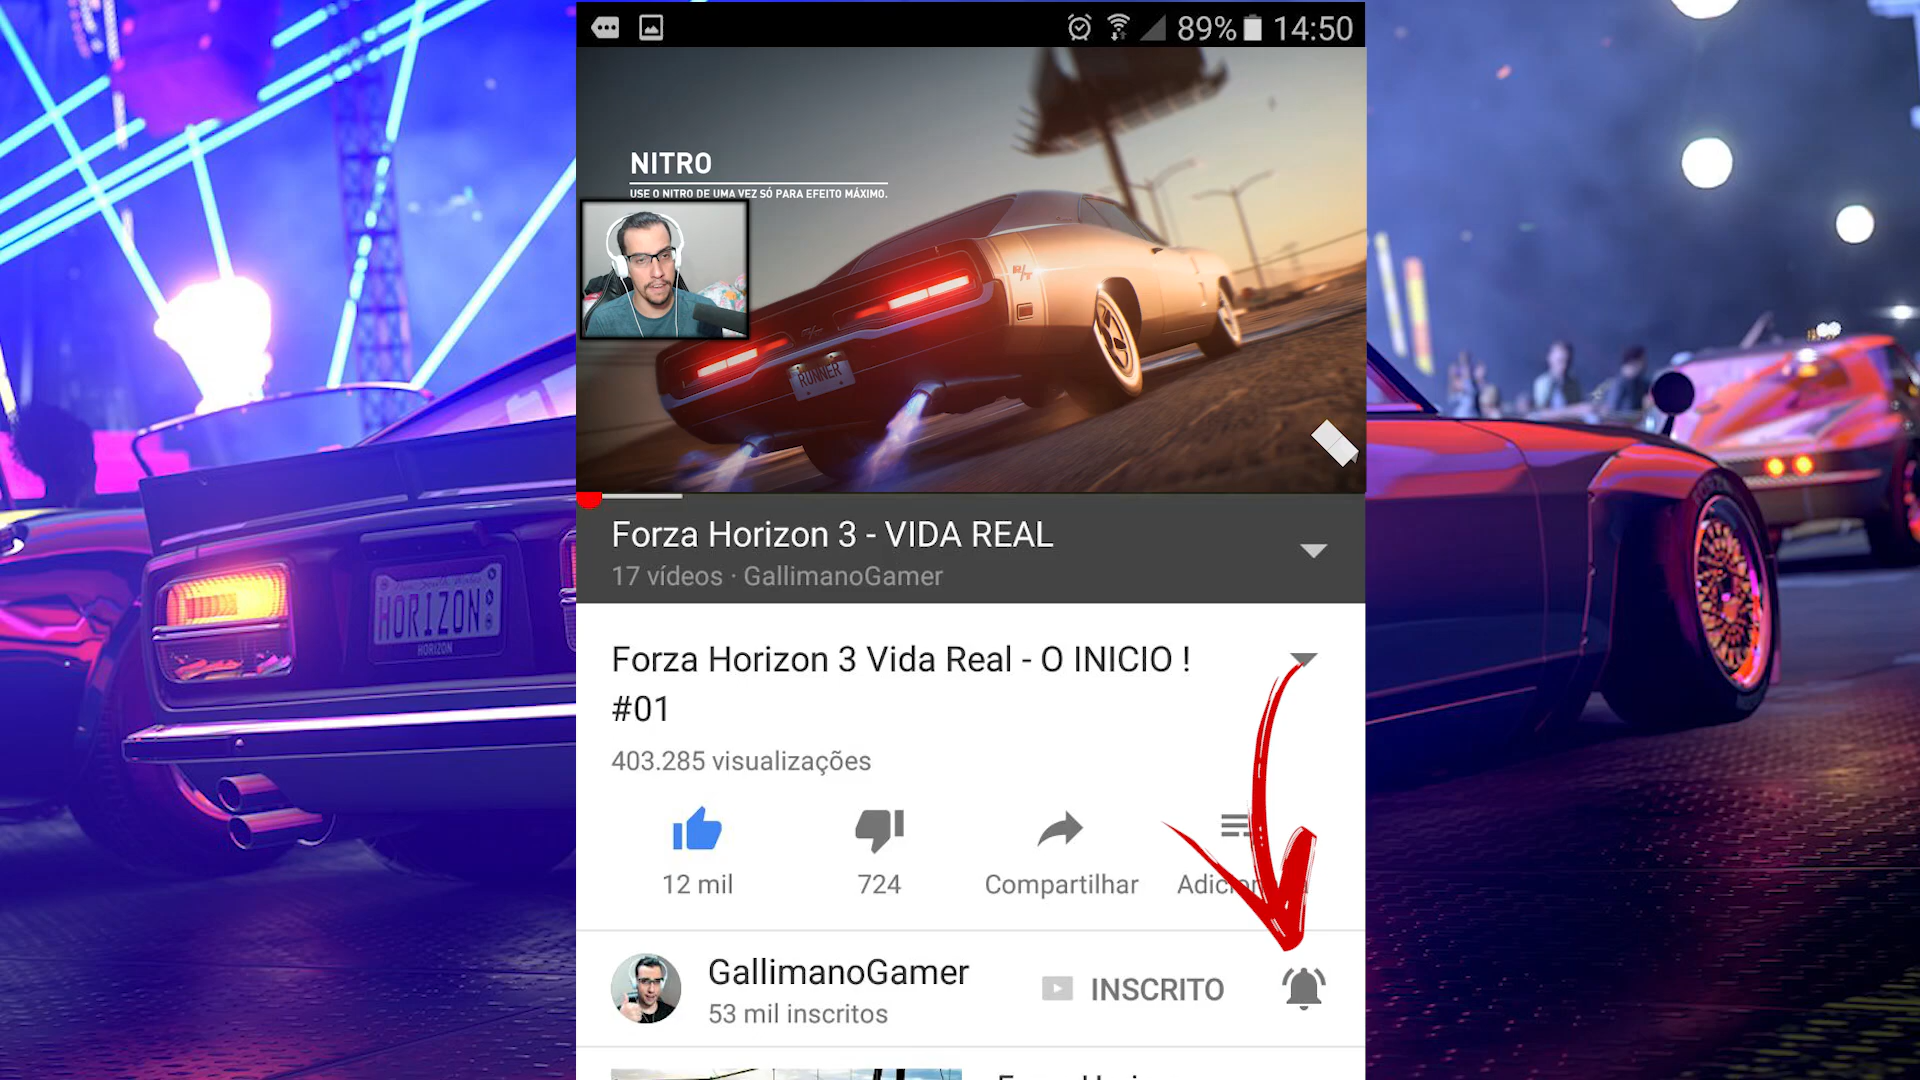 89% 14:50
NITRO
USE O NITRO DE UMA VEZ SÓ PARA EFEITO MÁXIMO.
R/T
RUNNER
Forza Horizon 3 - VIDA REAL
17 vídeos · GallimanoGamer
HORIZON
HORIZON
Forza Horizon 3 Vida Real - O INICIO !
#01
403.285 visualizações
12 mil
724
Compartilhar
GallimanoGamer
INSCRITO
53 mil inscritos